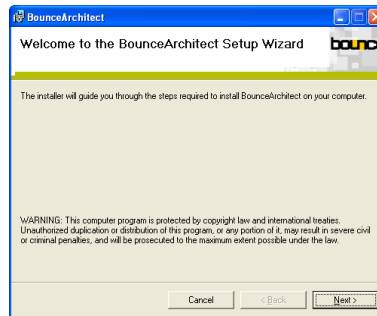 BounceArchitect
Welcome to the BounceArchitect Setup Wizard
bounc
The installer will guide you through the steps required to install BounceArchitect on your computer.
WARNING: This computer program is protected by copyright law and international treaties.
Unauthorized duplication or distribution of this program, or any portion of it, may result in severe civil
or criminal penalties, and will be prosecuted to the maximum extent possible under the law.
Cancel
< Back
Next >